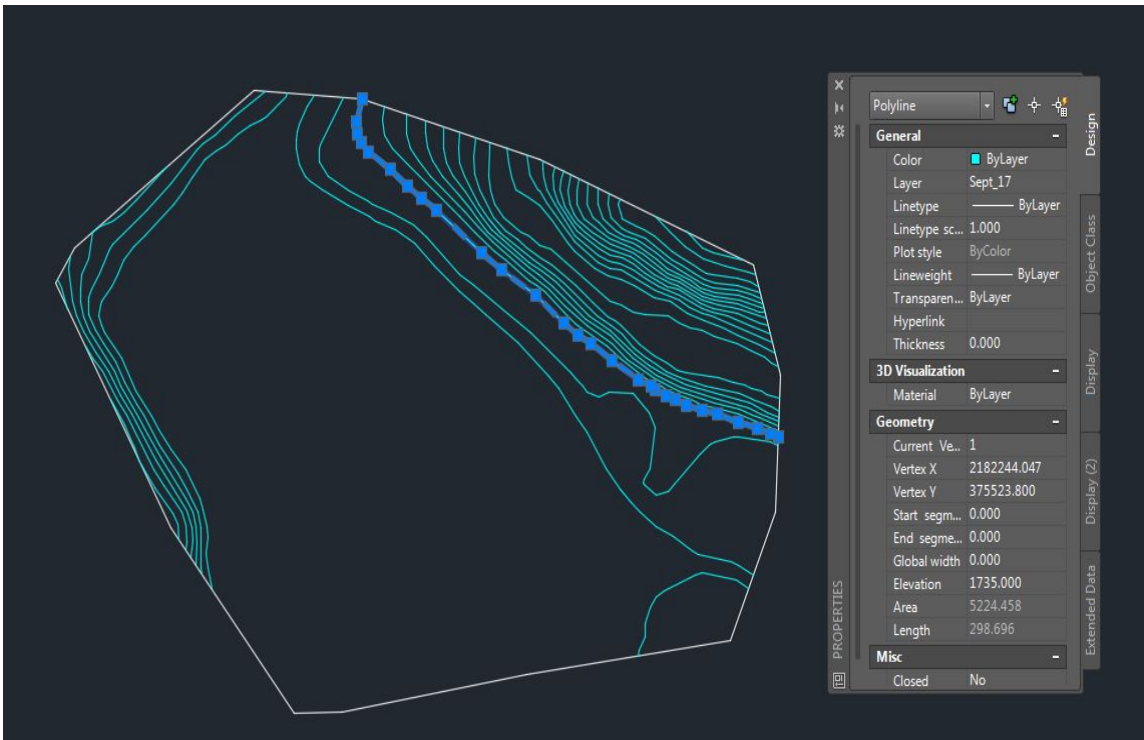 Polyline
General
Color ByLayer
Layer Sept_17
Linetype ByLayer
Linetype sc... 1.000
Plot style ByColor
Lineweight ByLayer
Transparen... ByLayer
Hyperlink
Thickness 0.000
3D Visualization
Material ByLayer
Geometry
Current Ve... 1
Vertex X 2182244.047
Vertex Y 375523.800
Start segm... 0.000
End segme... 0.000
Global width 0.000
Elevation 1735.000
Area 5224.458
Length 298.696
Misc
Closed No
PROPERTIES
Design
Object Class
Display
Display (2)
Extended Data